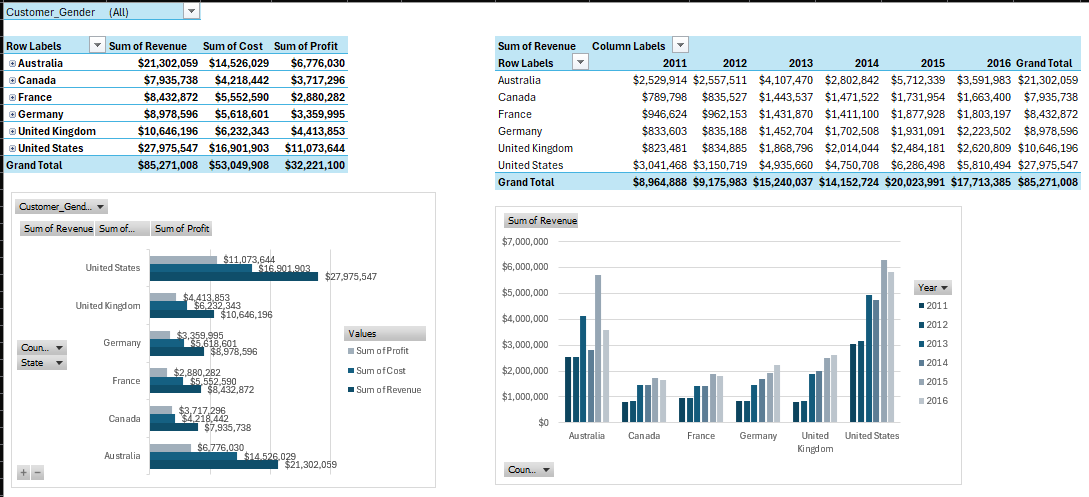 Customer_Gender (All)
Row Labels Sum of Revenue Sum of Cost Sum of Profit
Australia $21,302,059 $14,526,029 $6,776,030
Canada $7,935,738 $4,218,442 $3,717,296
France $8,432,872 $5,552,590 $2,880,282
Germany $8,978,596 $5,618,601 $3,359,995
United Kingdom $10,646,196 $6,232,343 $4,413,853
United States $27,975,547 $16,901,903 $11,073,644
Grand Total $85,271,008 $53,049,908 $32,221,100
Sum of Revenue Column Labels
Row Labels 2011 2012 2013 2014 2015 2016 Grand Total
Australia $2,529,914 $2,557,511 $4,107,470 $2,802,842 $5,712,339 $3,591,983 $21,302,059
Canada $789,798 $835,527 $1,443,537 $1,471,522 $1,731,954 $1,663,400 $7,935,738
France $946,624 $962,153 $1,431,870 $1,411,100 $1,877,928 $1,803,197 $8,432,872
Germany $833,603 $835,188 $1,452,704 $1,702,508 $1,931,091 $2,223,502 $8,978,596
United Kingdom $823,481 $834,885 $1,868,796 $2,014,044 $2,484,181 $2,620,809 $10,646,196
United States $3,041,468 $3,150,719 $4,935,660 $4,750,708 $6,286,498 $5,810,494 $27,975,547
Grand Total $8,964,888 $9,175,983 $15,240,037 $14,152,724 $20,023,991 $17,713,385 $85,271,008
Customer_Gend...
Sum of Revenue Sum of... Sum of Profit
$11,073,644
United States $16,901,903
$27,975,547
$4,413,853
United Kingdom $6,232,343
$10,646,196
$3,359,995
Germany $5,618,601
$8,978,596
$2,880,282
France $5,552,590
$8,432,872
$3,717,296
Canada $4,218,442
$7,935,738
$6,776,030
Australia $14,526,029
$21,302,059
Coun...
State
Values
Sum of Profit
Sum of Cost
Sum of Revenue
+ −
Sum of Revenue
$7,000,000
$6,000,000
$5,000,000
$4,000,000
$3,000,000
$2,000,000
$1,000,000
$0
Australia Canada France Germany United Kingdom United States
Year
2011
2012
2013
2014
2015
2016
Coun...